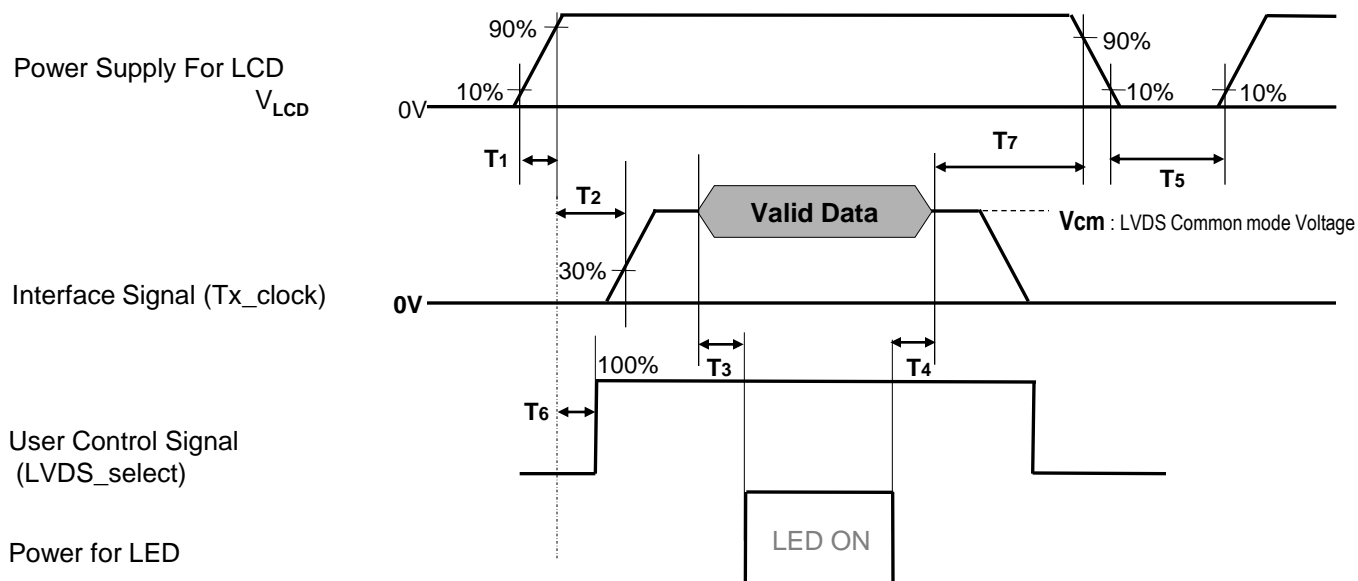 90%
90%
Power Supply For LCD
VLCD
10%
10%
10%
0V
T1
T7
T2
T5
Valid Data
Vcm : LVDS Common mode Voltage
30%
Interface Signal (Tx_clock)
0V
T3
T4
100%
T6
User Control Signal
(LVDS_select)
LED ON
Power for LED